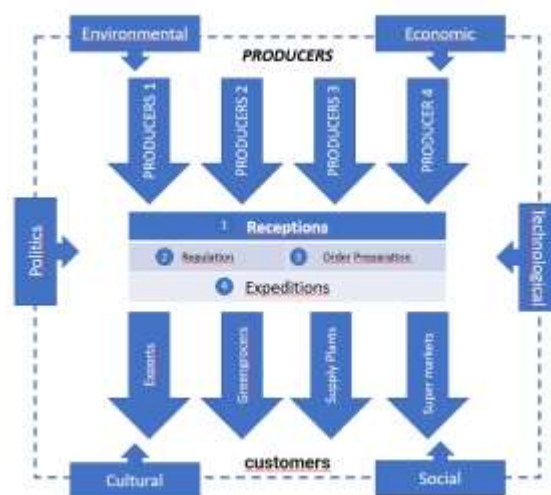 Environmental
Economic
PRODUCERS
PRODUCERS 1
PRODUCERS 2
PRODUCERS 3
PRODUCER 4
1 Receptions
2 Repulation
3 Order Preparation
4 Expeditions
Politics
Technological
Exports
Greengrocers
Supply Plants
Super markets
customers
Cultural
Social